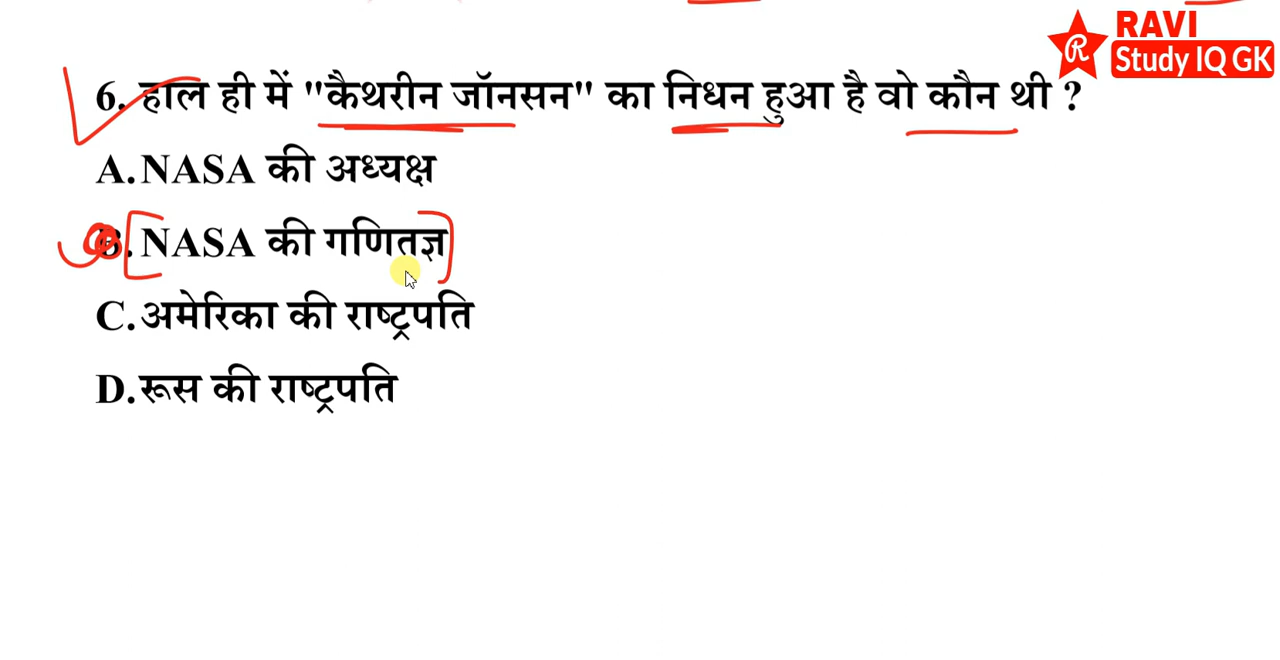 RAVI
R Study IQ GK
6. हाल ही में "कैथरीन जॉनसन" का निधन हुआ है वो कौन थी ?
A.NASA की अध्यक्ष
B.NASA की गणितज्ञ
C.अमेरिका की राष्ट्रपति
D.रूस की राष्ट्रपति